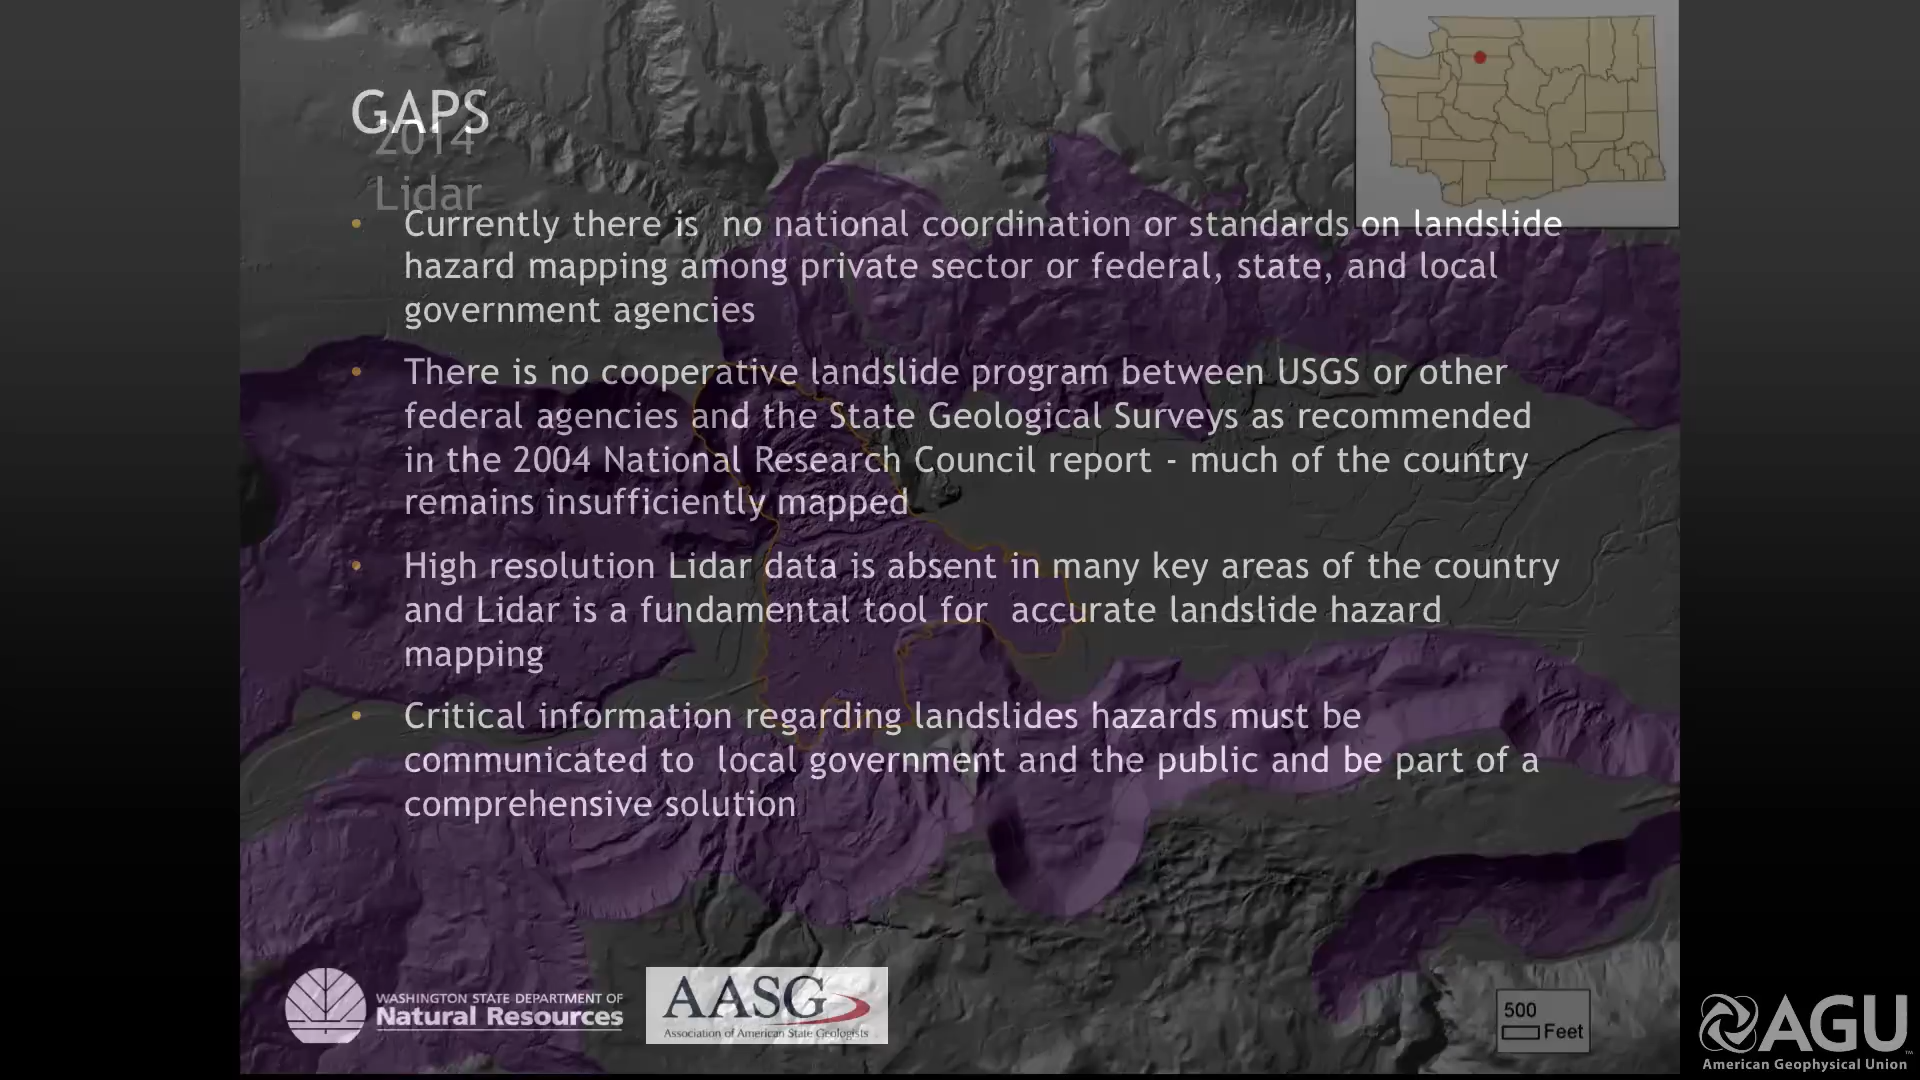 GAPS
2014
Lidar
• Currently there is  no national coordination or standards on landslide
hazard mapping among private sector or federal, state, and local
government agencies
• There is no cooperative landslide program between USGS or other
federal agencies and the State Geological Surveys as recommended
in the 2004 National Research Council report - much of the country
remains insufficiently mapped
• High resolution Lidar data is absent in many key areas of the country
and Lidar is a fundamental tool for  accurate landslide hazard
mapping
• Critical information regarding landslides hazards must be
communicated to  local government and the public and be part of a
comprehensive solution
WASHINGTON STATE DEPARTMENT OF
Natural Resources
AASG
Association of American State Geologists
500
Feet
AGU™
American Geophysical Union